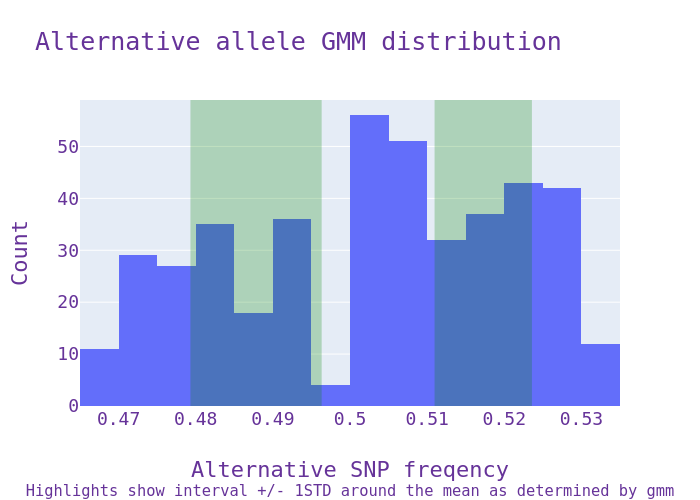 Alternative allele GMM distribution
50
40
30
20
10
0
Count
0.47 0.48 0.49 0.5 0.51 0.52 0.53
Alternative SNP freqency
Highlights show interval +/- 1STD around the mean as determined by gmm